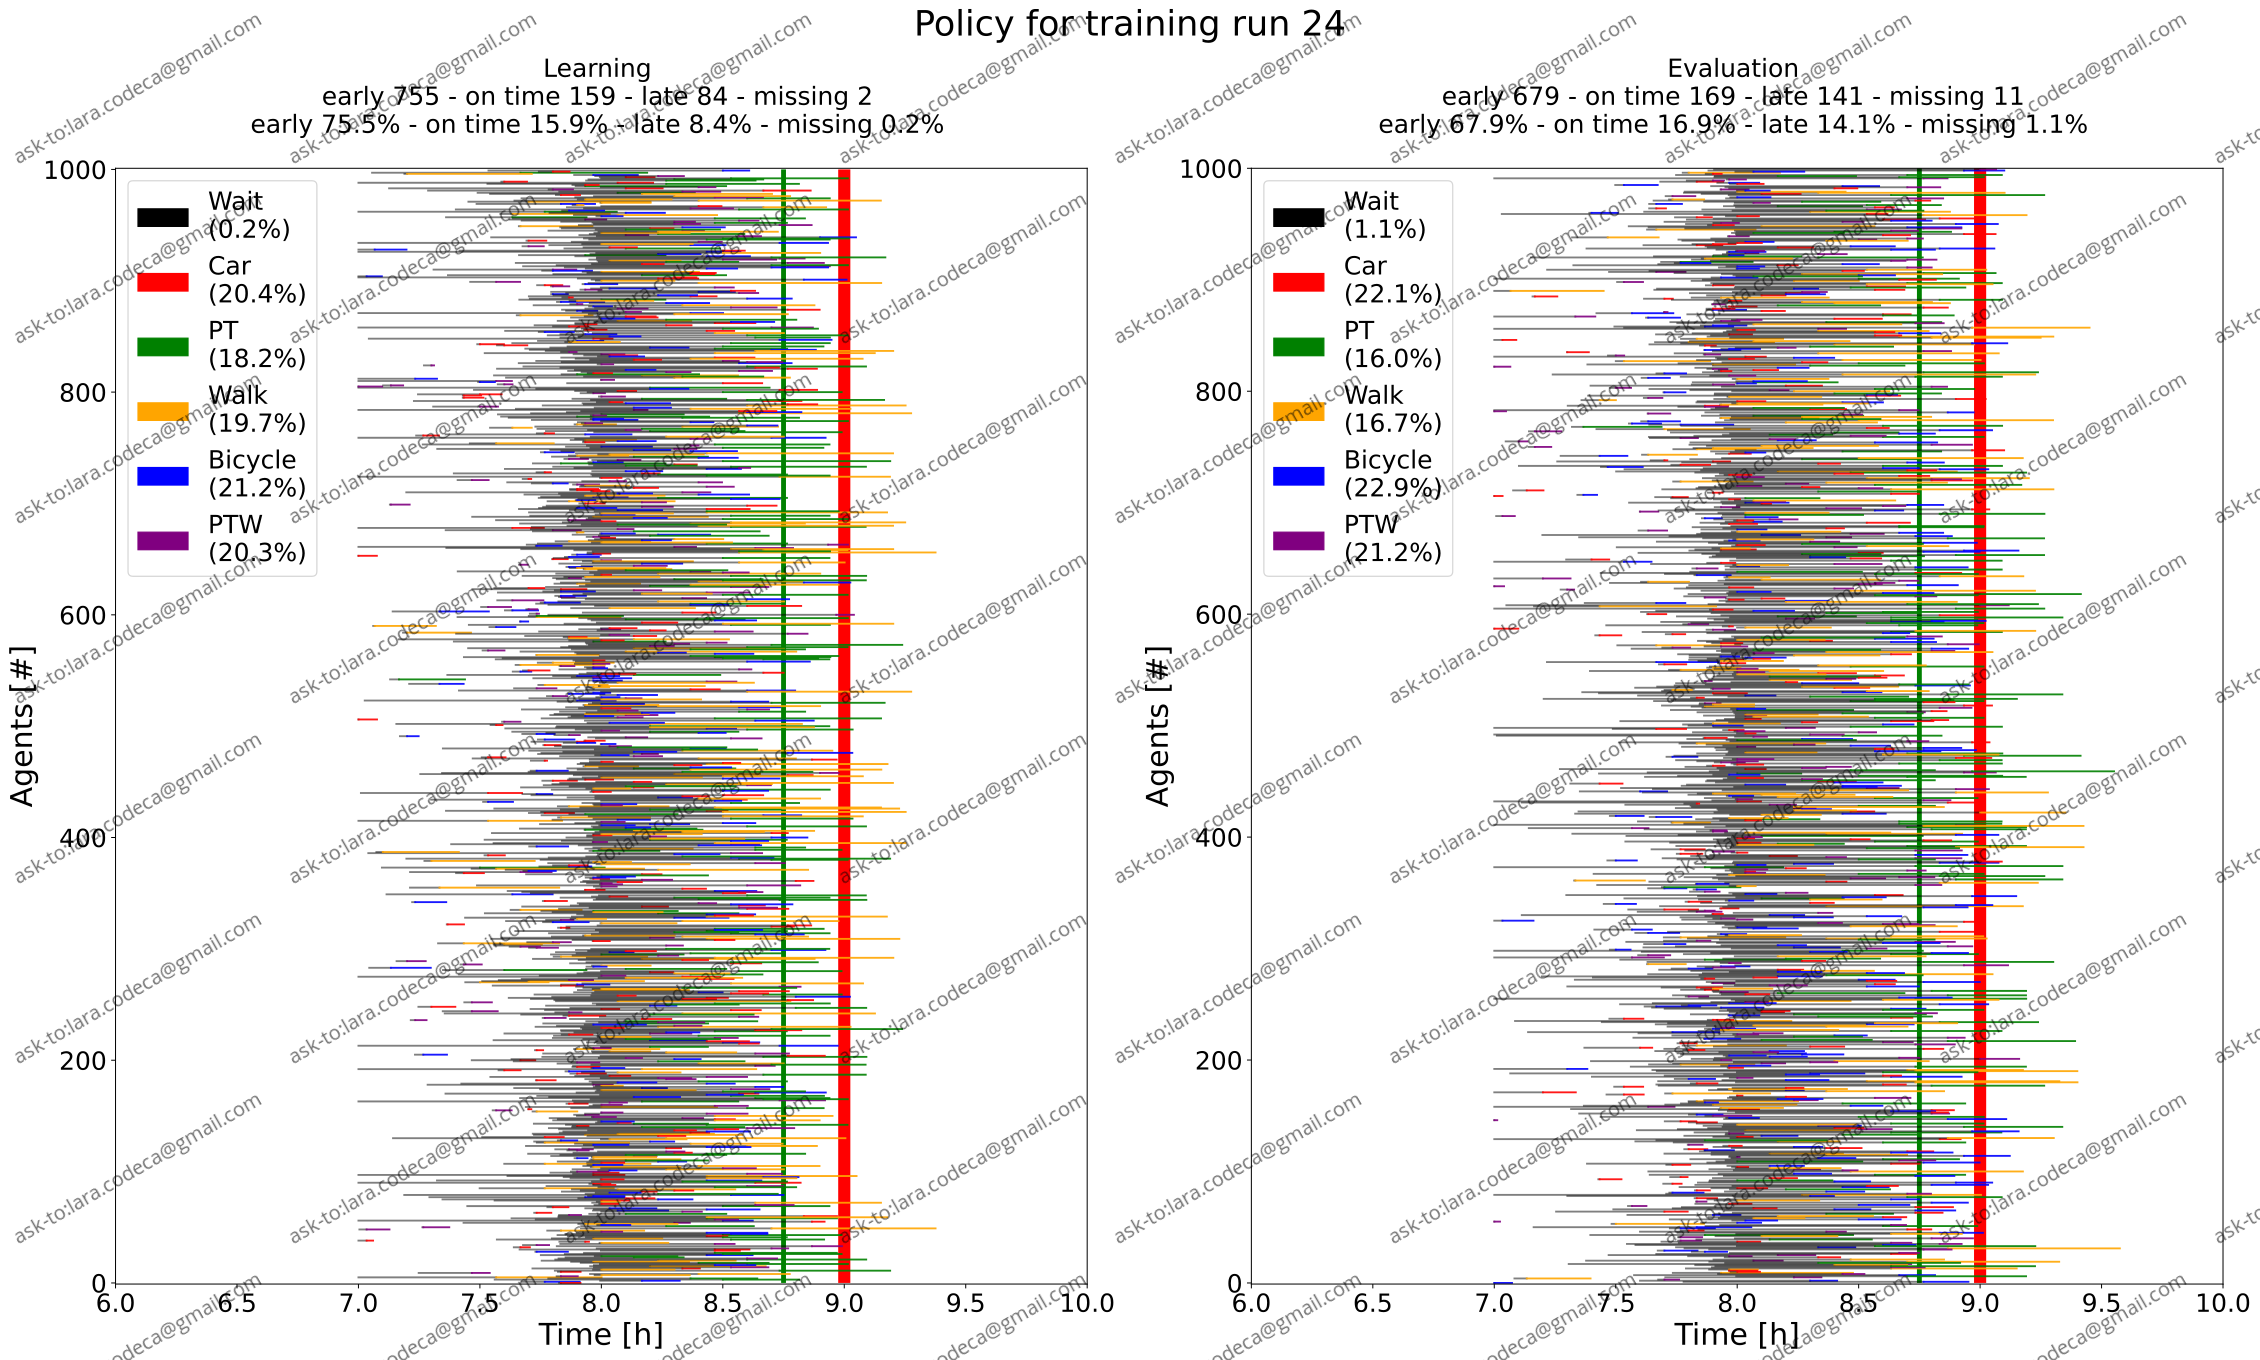 Policy for training run 24
Learning
early 755 - on time 159 - late 84 - missing 2
early 75.5% - on time 15.9% - late 8.4% - missing 0.2%
1000
800
600
400
200
0
Agents [#]
Wait
(0.2%)
Car
(20.4%)
PT
(18.2%)
Walk
(19.7%)
Bicycle
(21.2%)
PTW
(20.3%)
6.0 6.5 7.0 7.5 8.0 8.5 9.0 9.5 10.0
Time [h]
Evaluation
early 679 - on time 169 - late 141 - missing 11
early 67.9% - on time 16.9% - late 14.1% - missing 1.1%
1000
800
600
400
200
0
Agents [#]
Wait
(1.1%)
Car
(22.1%)
PT
(16.0%)
Walk
(16.7%)
Bicycle
(22.9%)
PTW
(21.2%)
6.0 6.5 7.0 7.5 8.0 8.5 9.0 9.5 10.0
Time [h]
ask-to:lara.codeca@gmail.com